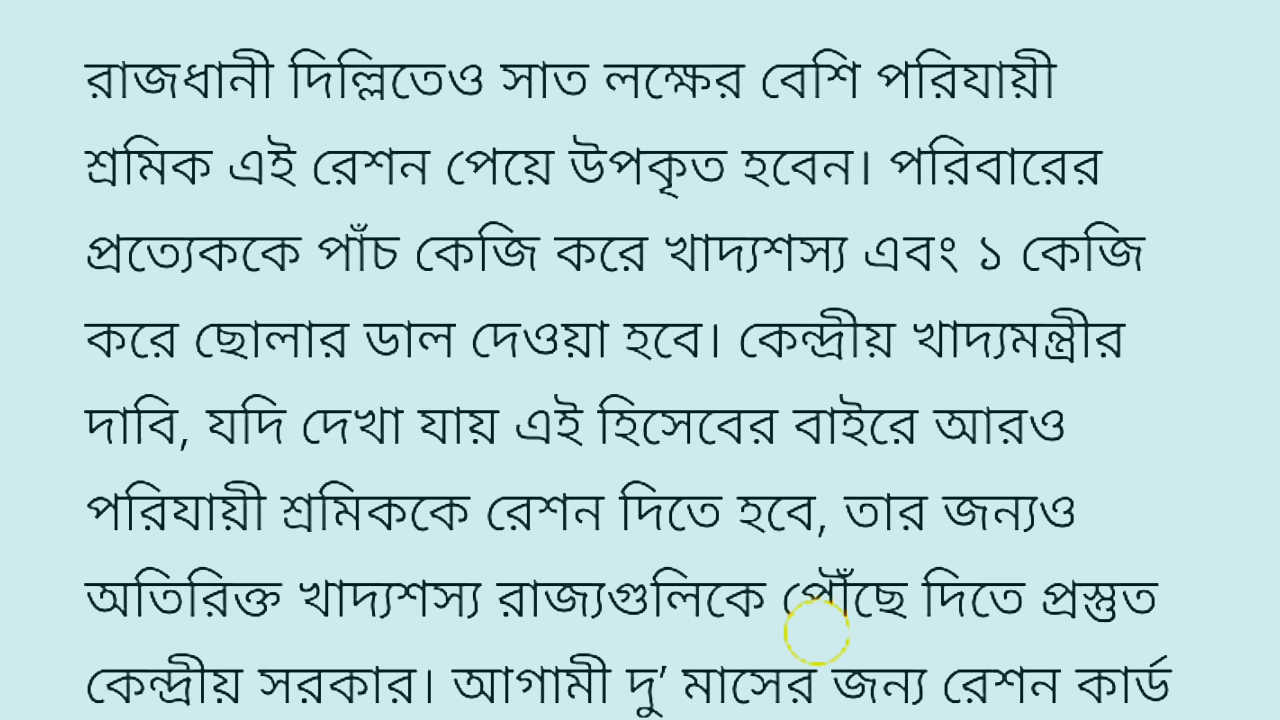 রাজধানী দিল্লিতেও সাত লক্ষের বেশি পরিযায়ী
শ্রমিক এই রেশন পেয়ে উপকৃত হবেন। পরিবারের
প্রত্যেককে পাঁচ কেজি করে খাদ্যশস্য এবং ১ কেজি
করে ছোলার ডাল দেওয়া হবে। কেন্দ্রীয় খাদ্যমন্ত্রীর
দাবি, যদি দেখা যায় এই হিসেবের বাইরে আরও
পরিযায়ী শ্রমিককে রেশন দিতে হবে, তার জন্যও
অতিরিক্ত খাদ্যশস্য রাজ্যগুলিকে পৌঁছে দিতে প্রস্তুত
কেন্দ্রীয় সরকার। আগামী দু’ মাসের জন্য রেশন কার্ড